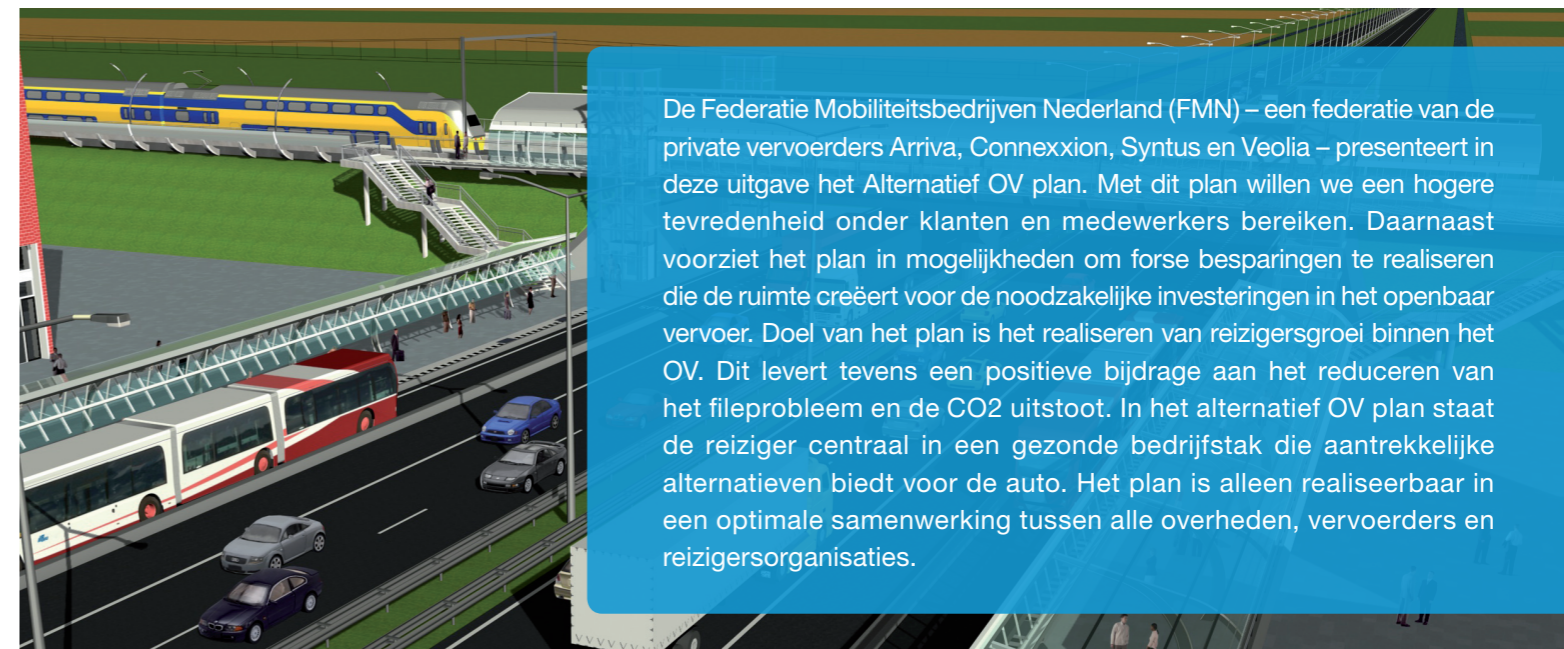 De Federatie Mobiliteitsbedrijven Nederland (FMN) – een federatie van de
private vervoerders Arriva, Connexxion, Syntus en Veolia – presenteert in
deze uitgave het Alternatief OV plan. Met dit plan willen we een hogere
tevredenheid onder klanten en medewerkers bereiken. Daarnaast
voorziet het plan in mogelijkheden om forse besparingen te realiseren
die de ruimte creëert voor de noodzakelijke investeringen in het openbaar
vervoer. Doel van het plan is het realiseren van reizigersgroei binnen het
OV. Dit levert tevens een positieve bijdrage aan het reduceren van
het fileprobleem en de CO2 uitstoot. In het alternatief OV plan staat
de reiziger centraal in een gezonde bedrijfstak die aantrekkelijke
alternatieven biedt voor de auto. Het plan is alleen realiseerbaar in
een optimale samenwerking tussen alle overheden, vervoerders en
reizigersorganisaties.